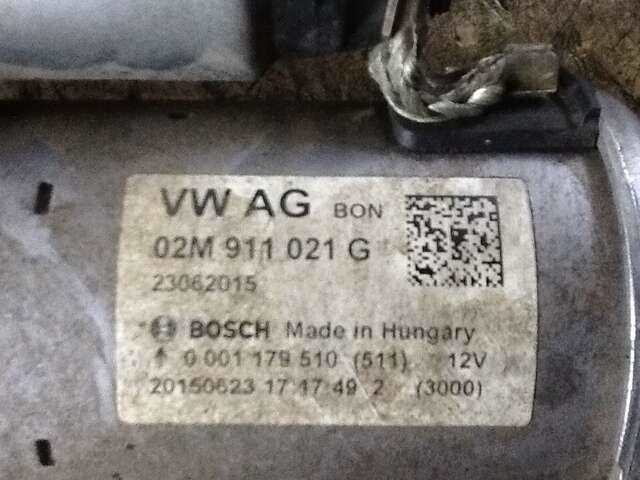 VW AG BON
02M 911 021 G
23062015
BOSCH Made in Hungary
0 001 179 510 (511) 12V
20150623 17 17 49 2 (3000)